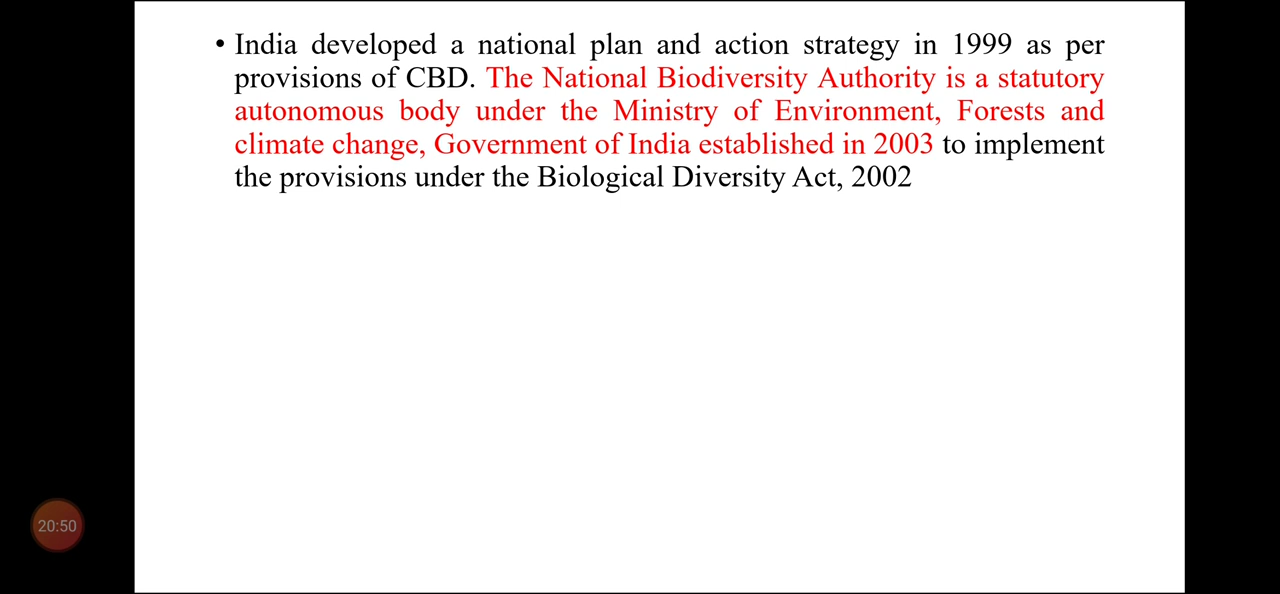 • India developed a national plan and action strategy in 1999 as per
provisions of CBD. The National Biodiversity Authority is a statutory
autonomous body under the Ministry of Environment, Forests and
climate change, Government of India established in 2003 to implement
the provisions under the Biological Diversity Act, 2002
20:50